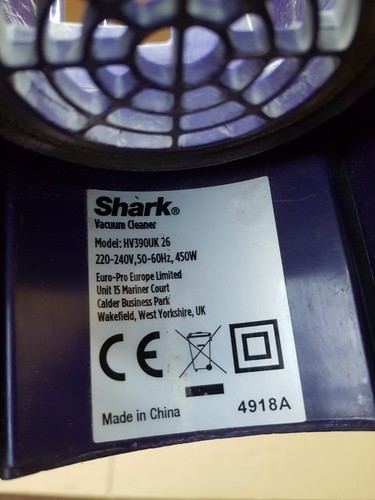 Shark®
Vacuum Cleaner
Model: HV390UK 26
220-240V,50-60Hz, 450W
Euro-Pro Europe Limited
Unit 15 Mariner Court
Calder Business Park
Wakefield, West Yorkshire, UK
CE
Made in China
4918A